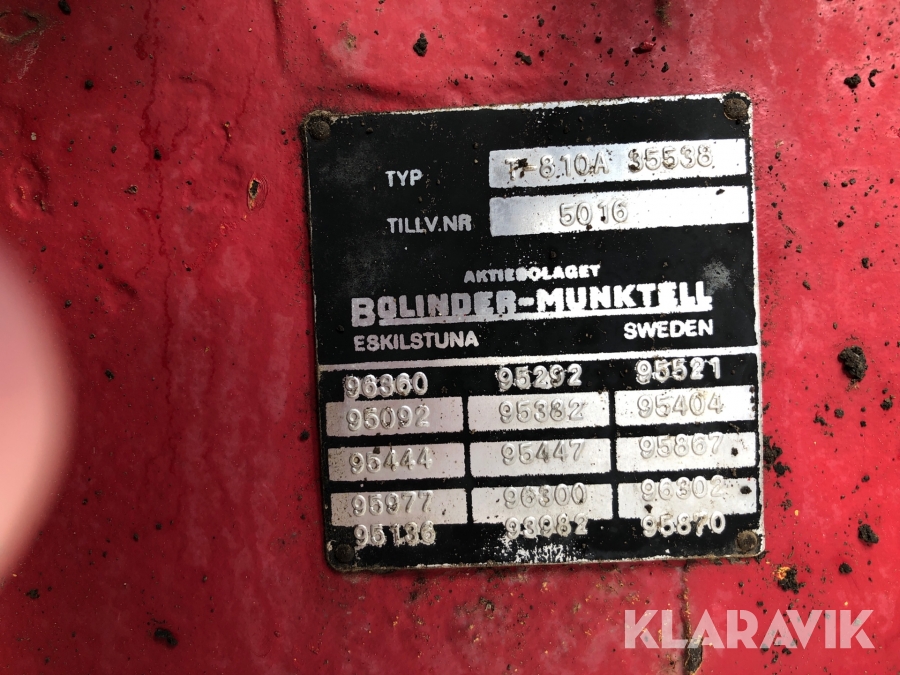 TYP T-810A 35538
TILLV.NR 5016
AKTIEBOLAGET
BOLINDER-MUNKTELL
ESKILSTUNA SWEDEN
96360 95292 95521
95092 95382 95404
95444 95447 95867
95977 96300 96302
95136 93982 95870
KLARAVIK